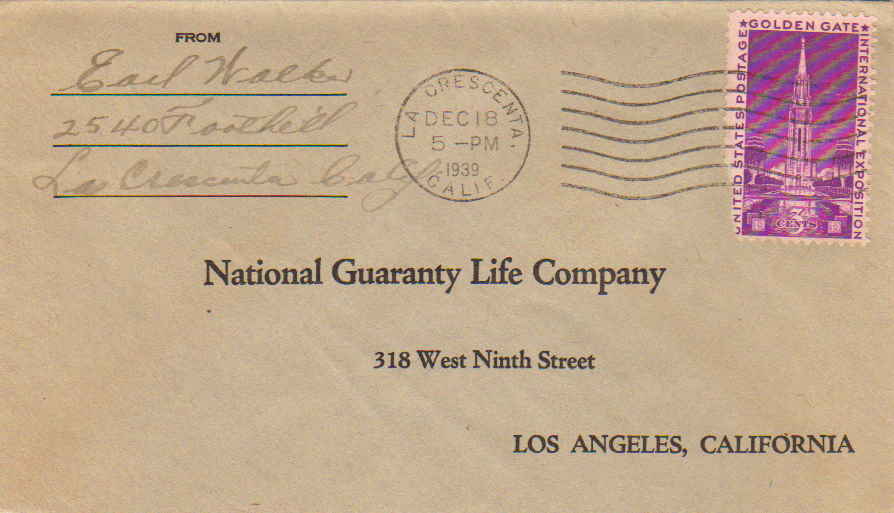 FROM
Earl Walker
2540 Foothill
La Crescenta Calif
LA CRESCENTA,
DEC 18
5 -PM
1939
CALIF.
★GOLDEN GATE★
INTERNATIONAL EXPOSITION
UNITED STATES POSTAGE
3
CENTS
National Guaranty Life Company
318 West Ninth Street
LOS ANGELES, CALIFORNIA